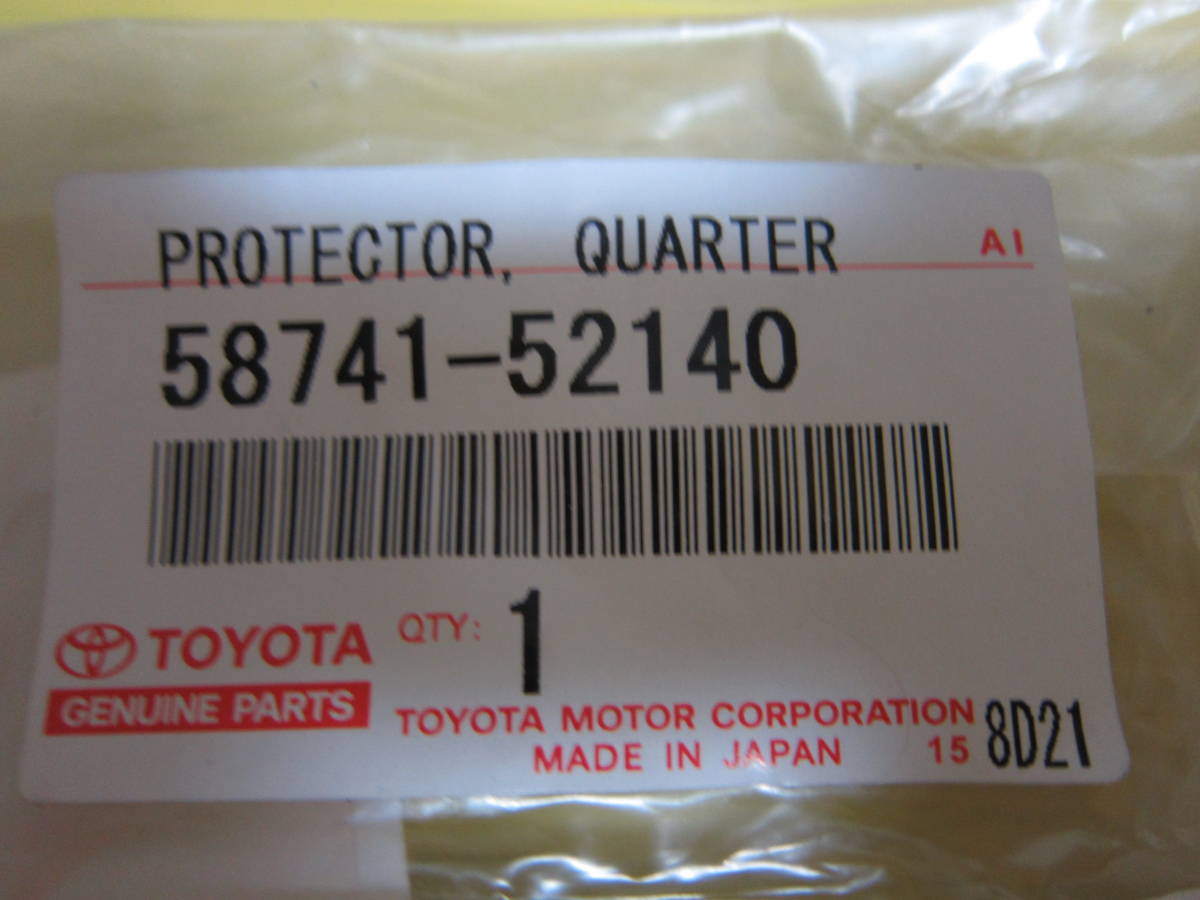 PROTECTOR, QUARTER AI
58741-52140
TOYOTA QTY: 1
GENUINE PARTS
TOYOTA MOTOR CORPORATION
MADE IN JAPAN 15 8D21